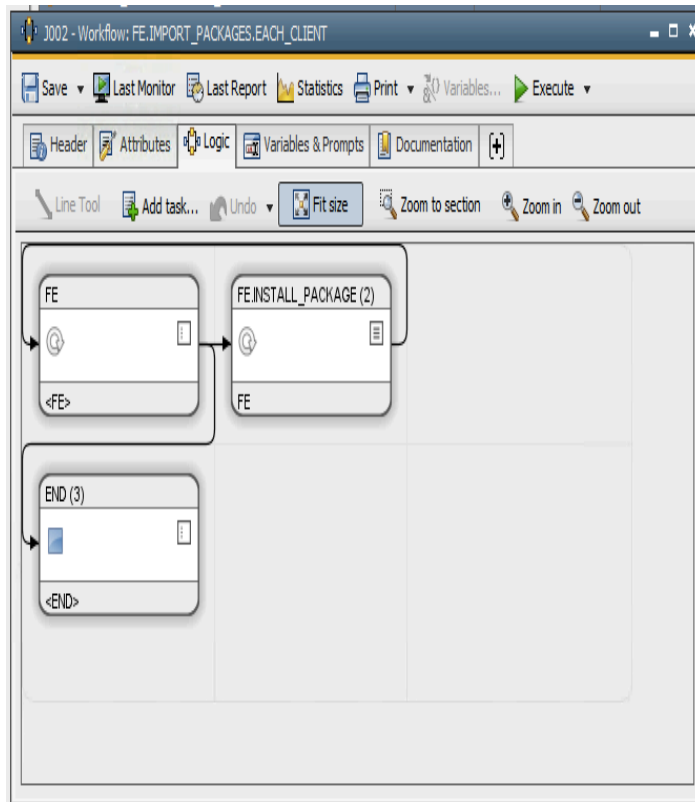 J002 - Workflow: FE.IMPORT_PACKAGES.EACH_CLIENT
Save Last Monitor Last Report Statistics Print Variables... Execute
Header Attributes Logic Variables & Prompts Documentation [+]
Line Tool Add task... Undo Fit size Zoom to section Zoom in Zoom out
FE FE.INSTALL_PACKAGE (2)
<FE> FE
END (3)
<END>